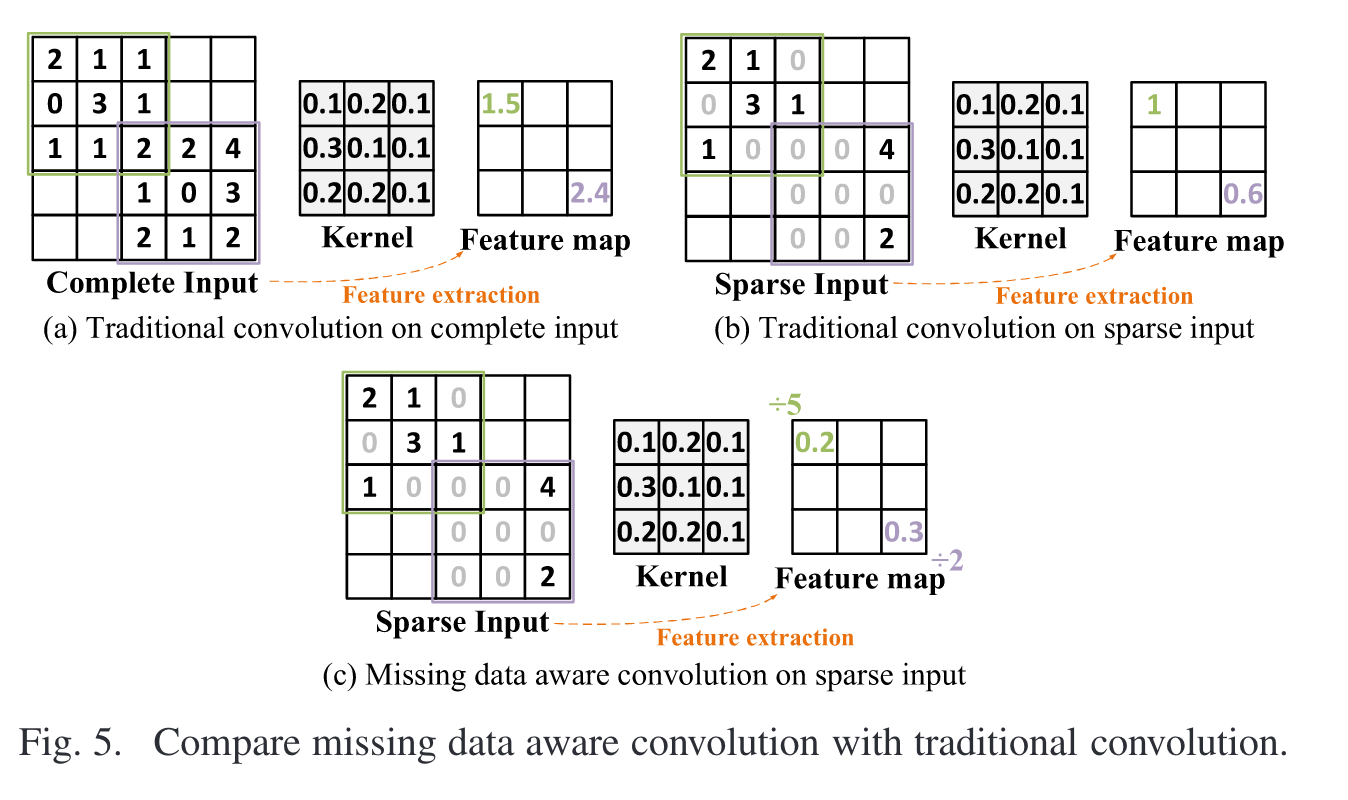 2 1 1
0 3 1
1 1 2 2 4
1 0 3
2 1 2
Complete Input
0.1 0.2 0.1
0.3 0.1 0.1
0.2 0.2 0.1
Kernel
1.5
2.4
Feature map
Feature extraction
(a) Traditional convolution on complete input
2 1 0
0 3 1
1 0 0 0 4
0 0 0
0 0 2
Sparse Input
0.1 0.2 0.1
0.3 0.1 0.1
0.2 0.2 0.1
Kernel
1
0.6
Feature map
Feature extraction
(b) Traditional convolution on sparse input
2 1 0
0 3 1
1 0 0 0 4
0 0 0
0 0 2
Sparse Input
0.1 0.2 0.1
0.3 0.1 0.1
0.2 0.2 0.1
Kernel
÷5
0.2
0.3
÷2
Feature map
Feature extraction
(c) Missing data aware convolution on sparse input
Fig. 5. Compare missing data aware convolution with traditional convolution.